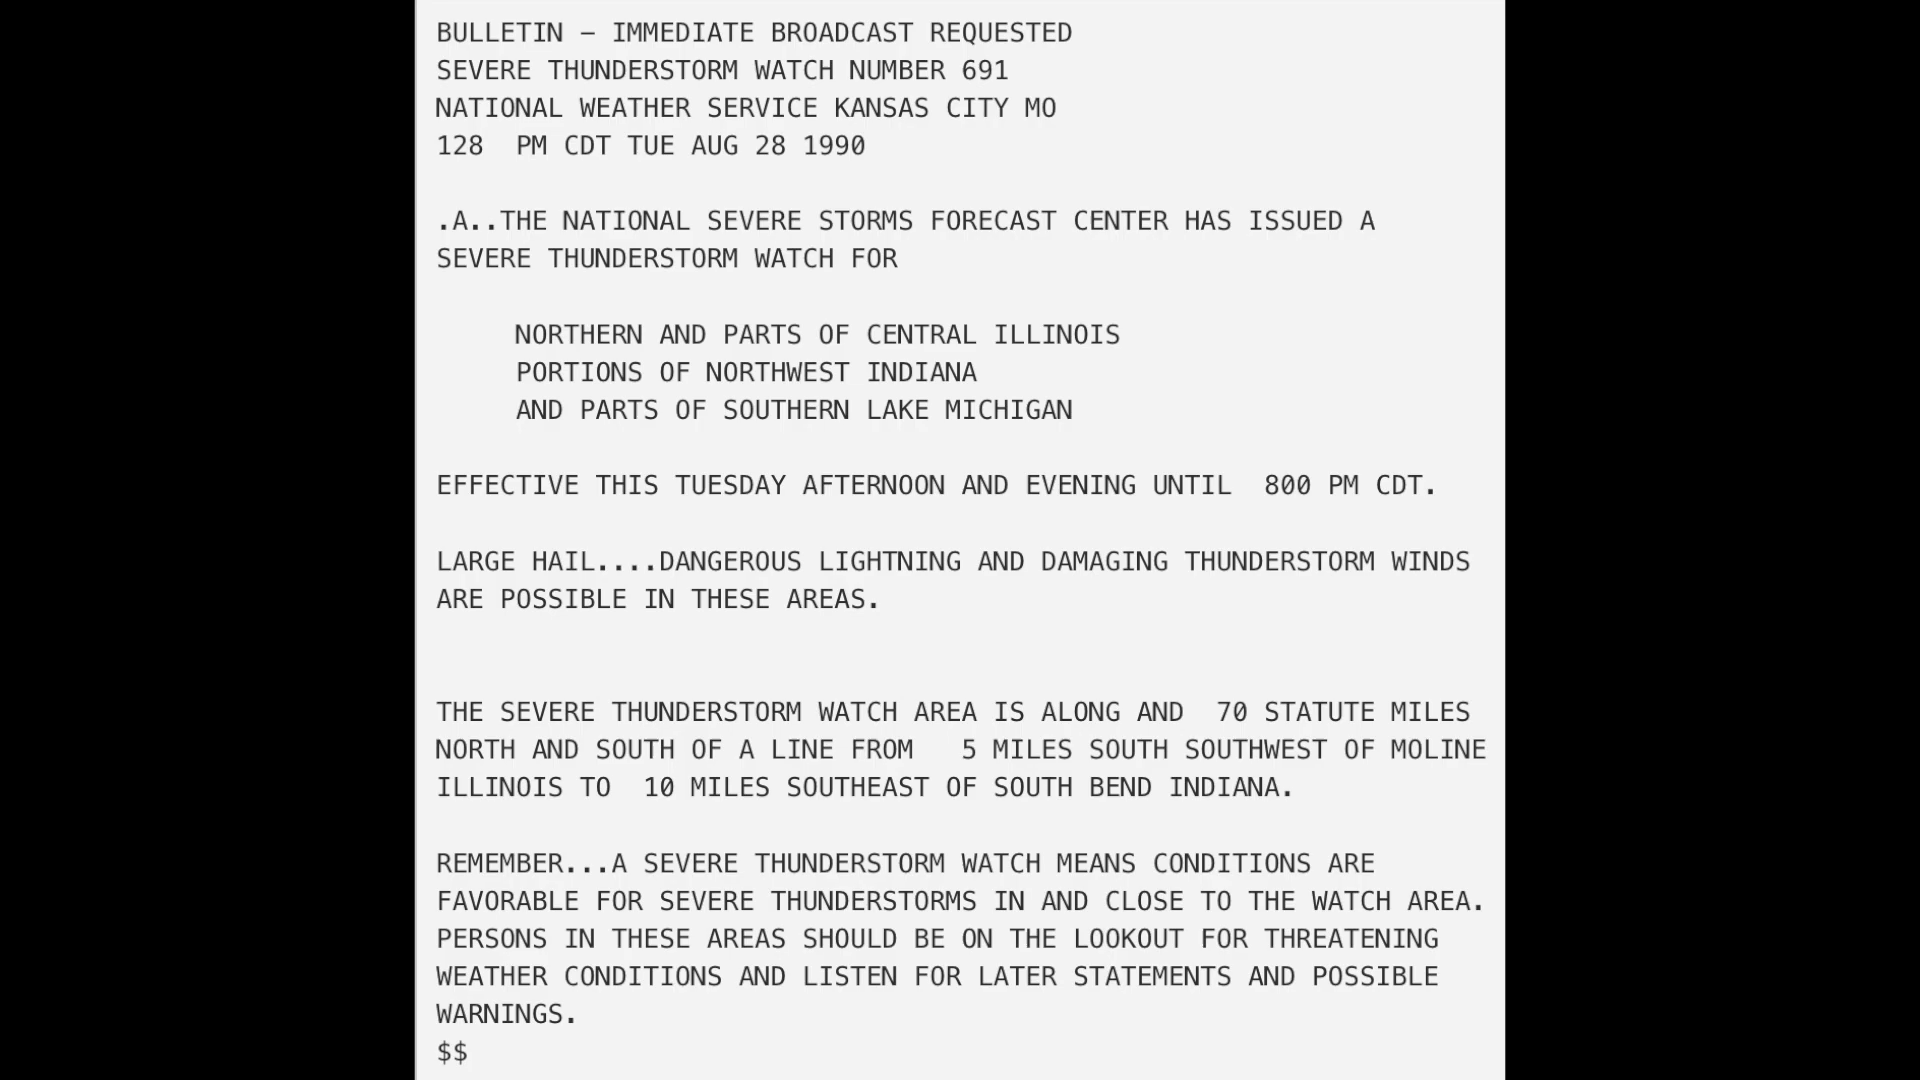 BULLETIN – IMMEDIATE BROADCAST REQUESTED
SEVERE THUNDERSTORM WATCH NUMBER 691
NATIONAL WEATHER SERVICE KANSAS CITY MO
128  PM CDT TUE AUG 28 1990
.A..THE NATIONAL SEVERE STORMS FORECAST CENTER HAS ISSUED A
SEVERE THUNDERSTORM WATCH FOR
NORTHERN AND PARTS OF CENTRAL ILLINOIS
PORTIONS OF NORTHWEST INDIANA
AND PARTS OF SOUTHERN LAKE MICHIGAN
EFFECTIVE THIS TUESDAY AFTERNOON AND EVENING UNTIL  800 PM CDT.
LARGE HAIL....DANGEROUS LIGHTNING AND DAMAGING THUNDERSTORM WINDS
ARE POSSIBLE IN THESE AREAS.
THE SEVERE THUNDERSTORM WATCH AREA IS ALONG AND  70 STATUTE MILES
NORTH AND SOUTH OF A LINE FROM   5 MILES SOUTH SOUTHWEST OF MOLINE
ILLINOIS TO  10 MILES SOUTHEAST OF SOUTH BEND INDIANA.
REMEMBER...A SEVERE THUNDERSTORM WATCH MEANS CONDITIONS ARE
FAVORABLE FOR SEVERE THUNDERSTORMS IN AND CLOSE TO THE WATCH AREA.
PERSONS IN THESE AREAS SHOULD BE ON THE LOOKOUT FOR THREATENING
WEATHER CONDITIONS AND LISTEN FOR LATER STATEMENTS AND POSSIBLE
WARNINGS.
$$